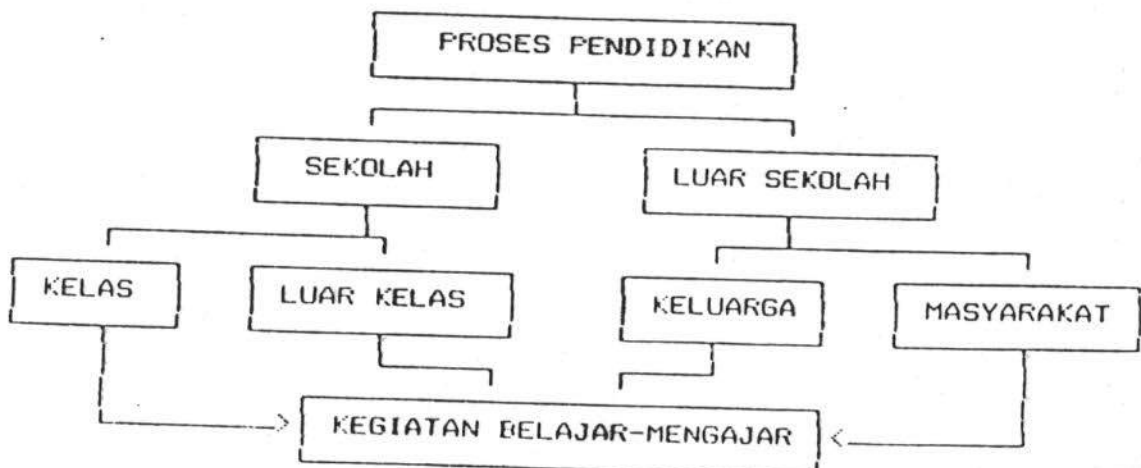 PROSES PENDIDIKAN
SEKOLAH
LUAR SEKOLAH
KELAS
LUAR KELAS
KELUARGA
MASYARAKAT
KEGIATAN BELAJAR-MENGAJAR